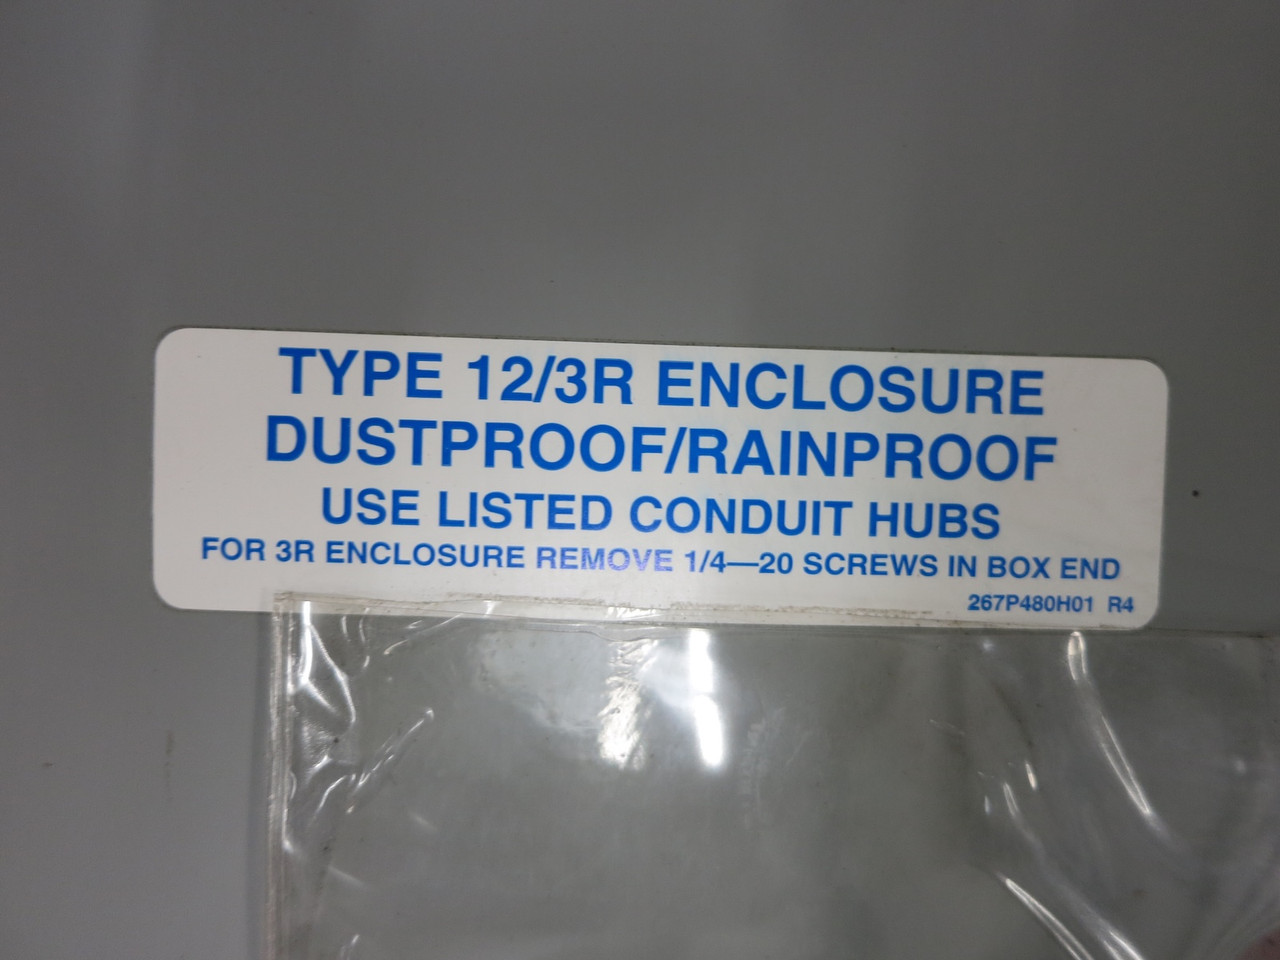 TYPE 12/3R ENCLOSURE
DUSTPROOF/RAINPROOF
USE LISTED CONDUIT HUBS
FOR 3R ENCLOSURE REMOVE 1/4—20 SCREWS IN BOX END
267P480H01 R4